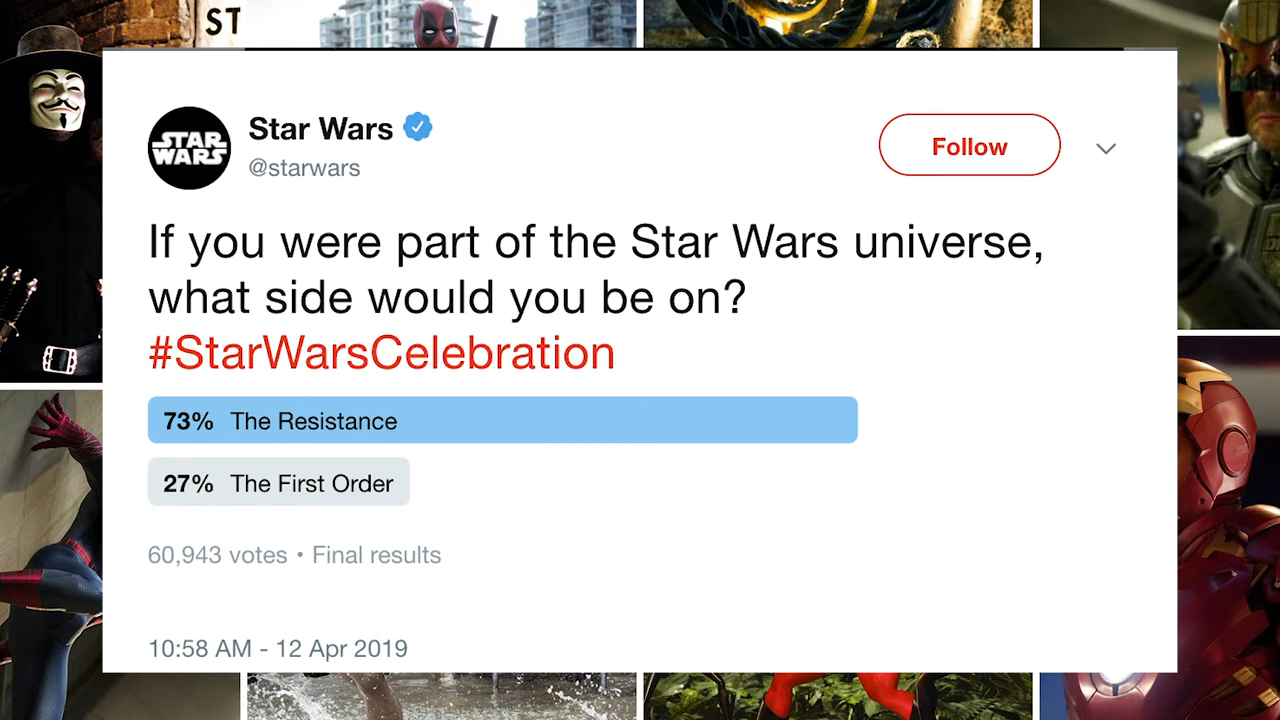 ST
STAR
WARS
Star Wars
@starwars
Follow
If you were part of the Star Wars universe,
what side would you be on?
#StarWarsCelebration
73% The Resistance
27% The First Order
60,943 votes • Final results
10:58 AM - 12 Apr 2019